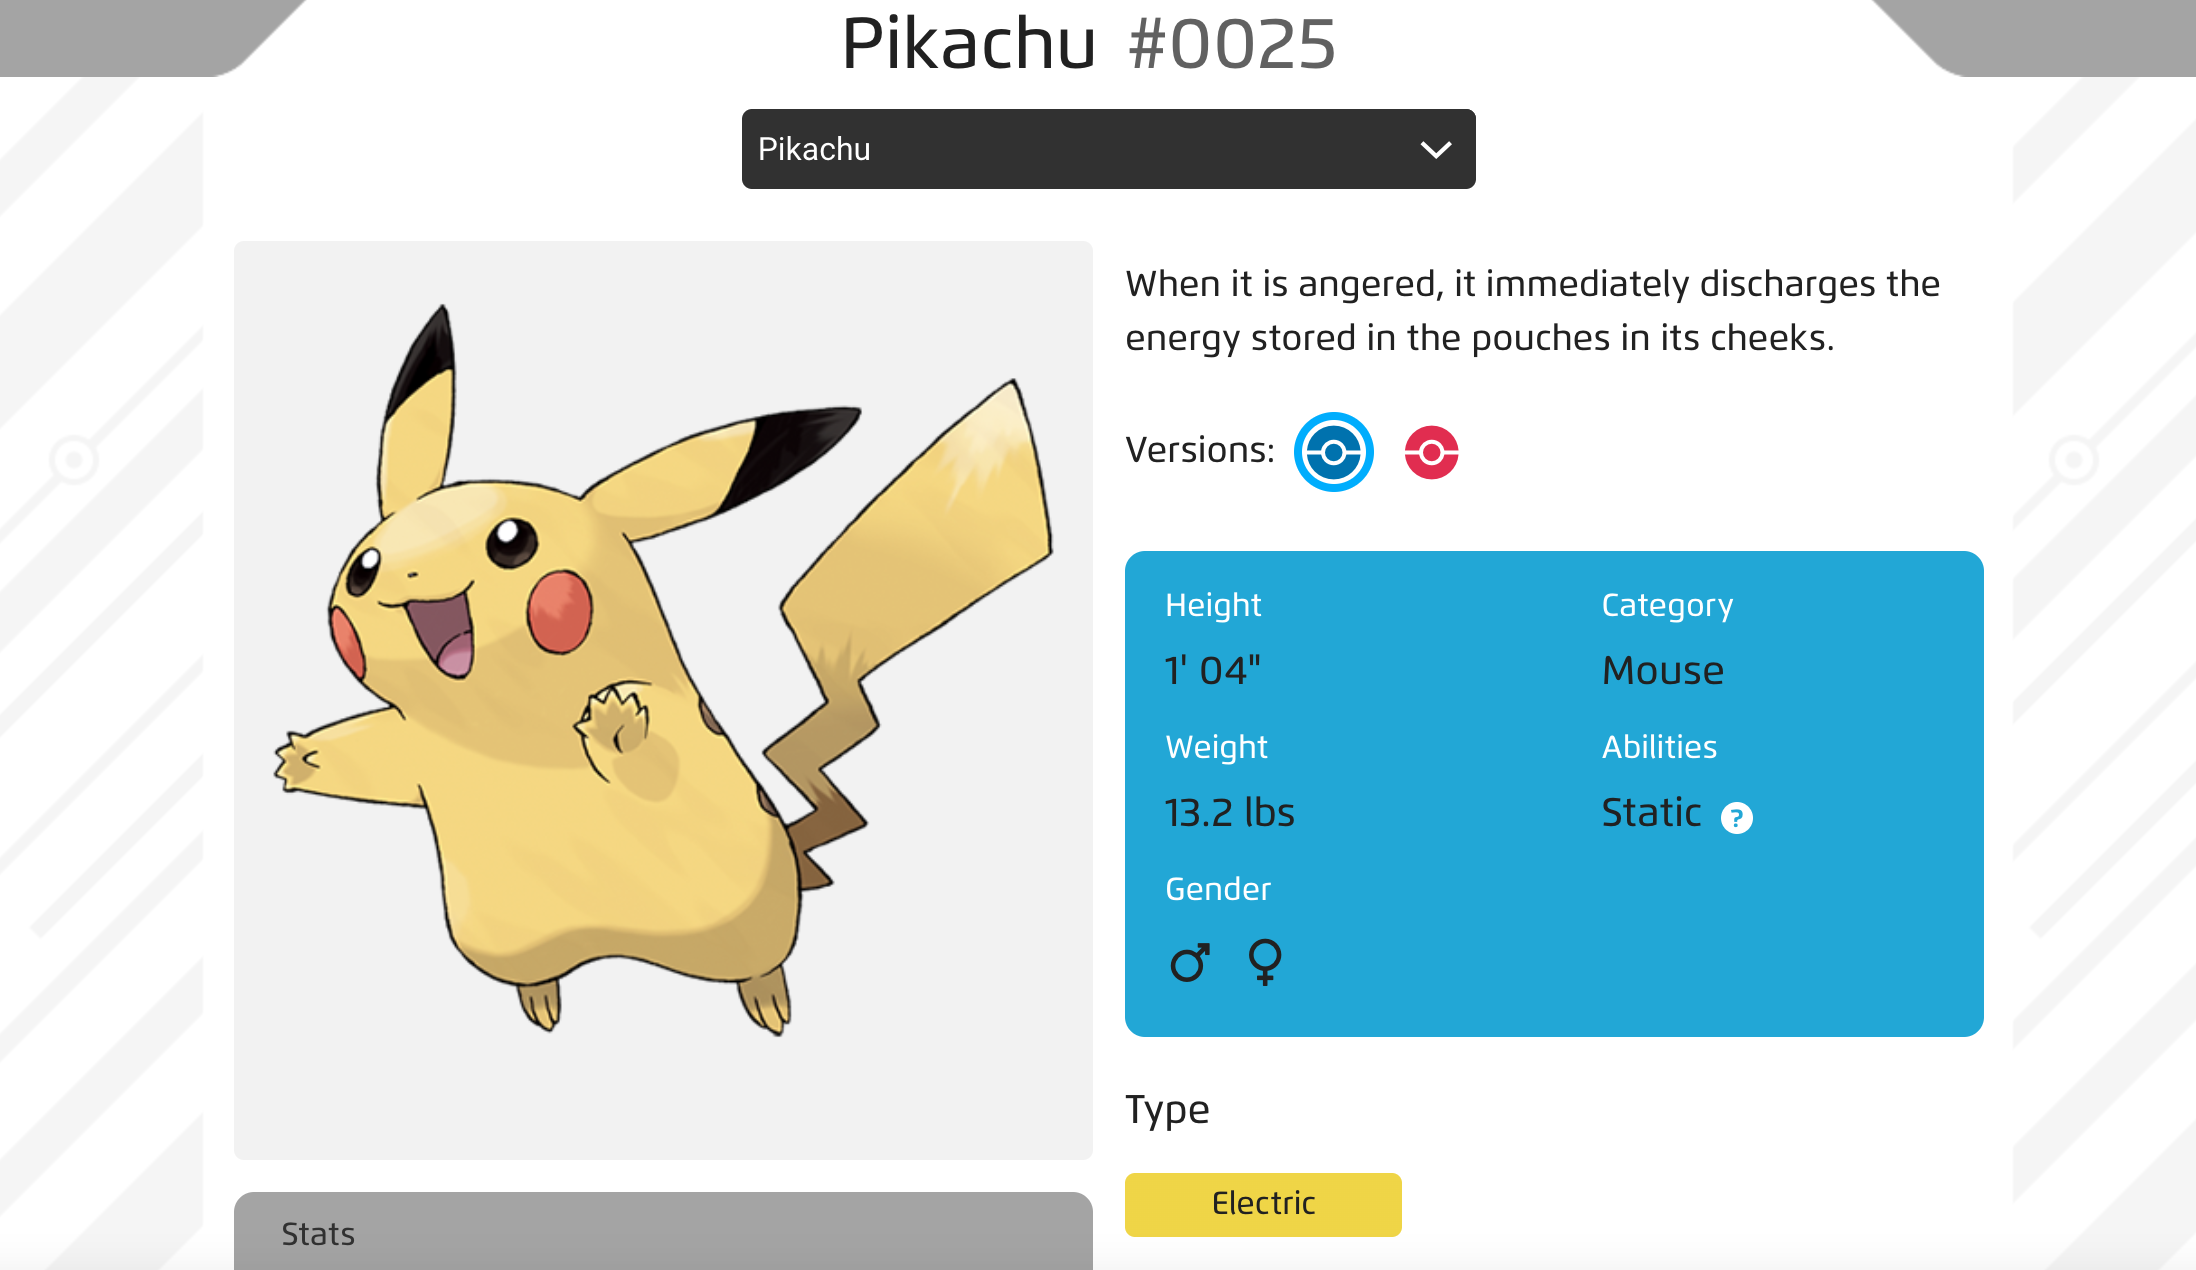 Pikachu #0025
Pikachu
When it is angered, it immediately discharges the
energy stored in the pouches in its cheeks.
Versions:
Height
1' 04"
Weight
13.2 lbs
Gender
♂ ♀
Category
Mouse
Abilities
Static ?
Type
Electric
Stats